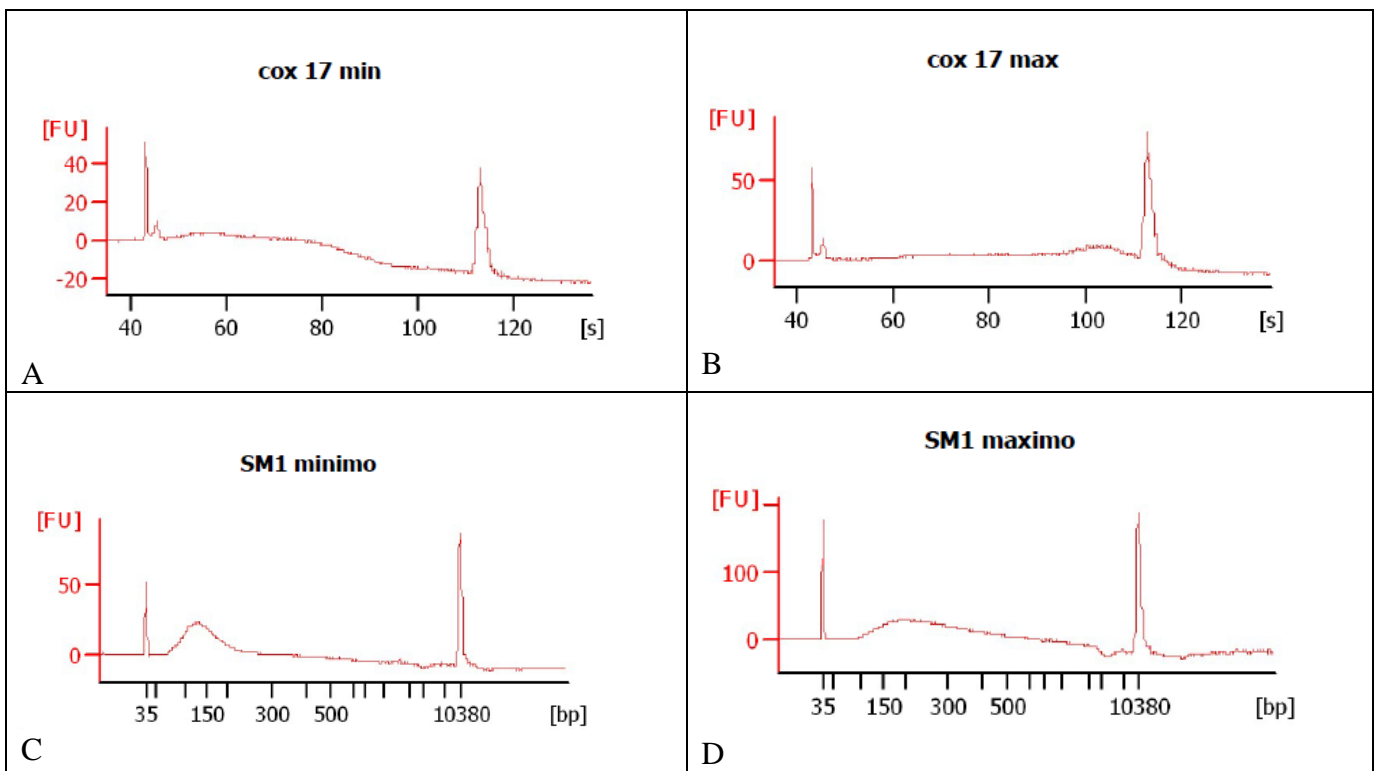 cox 17 min
[FU]
40
20
0
-20
40 60 80 100 120 [s]
A
cox 17 max
[FU]
50
0
40 60 80 100 120 [s]
B
SM1 minimo
[FU]
50
0
35 150 300 500 10380 [bp]
C
SM1 maximo
[FU]
100
0
35 150 300 500 10380 [bp]
D